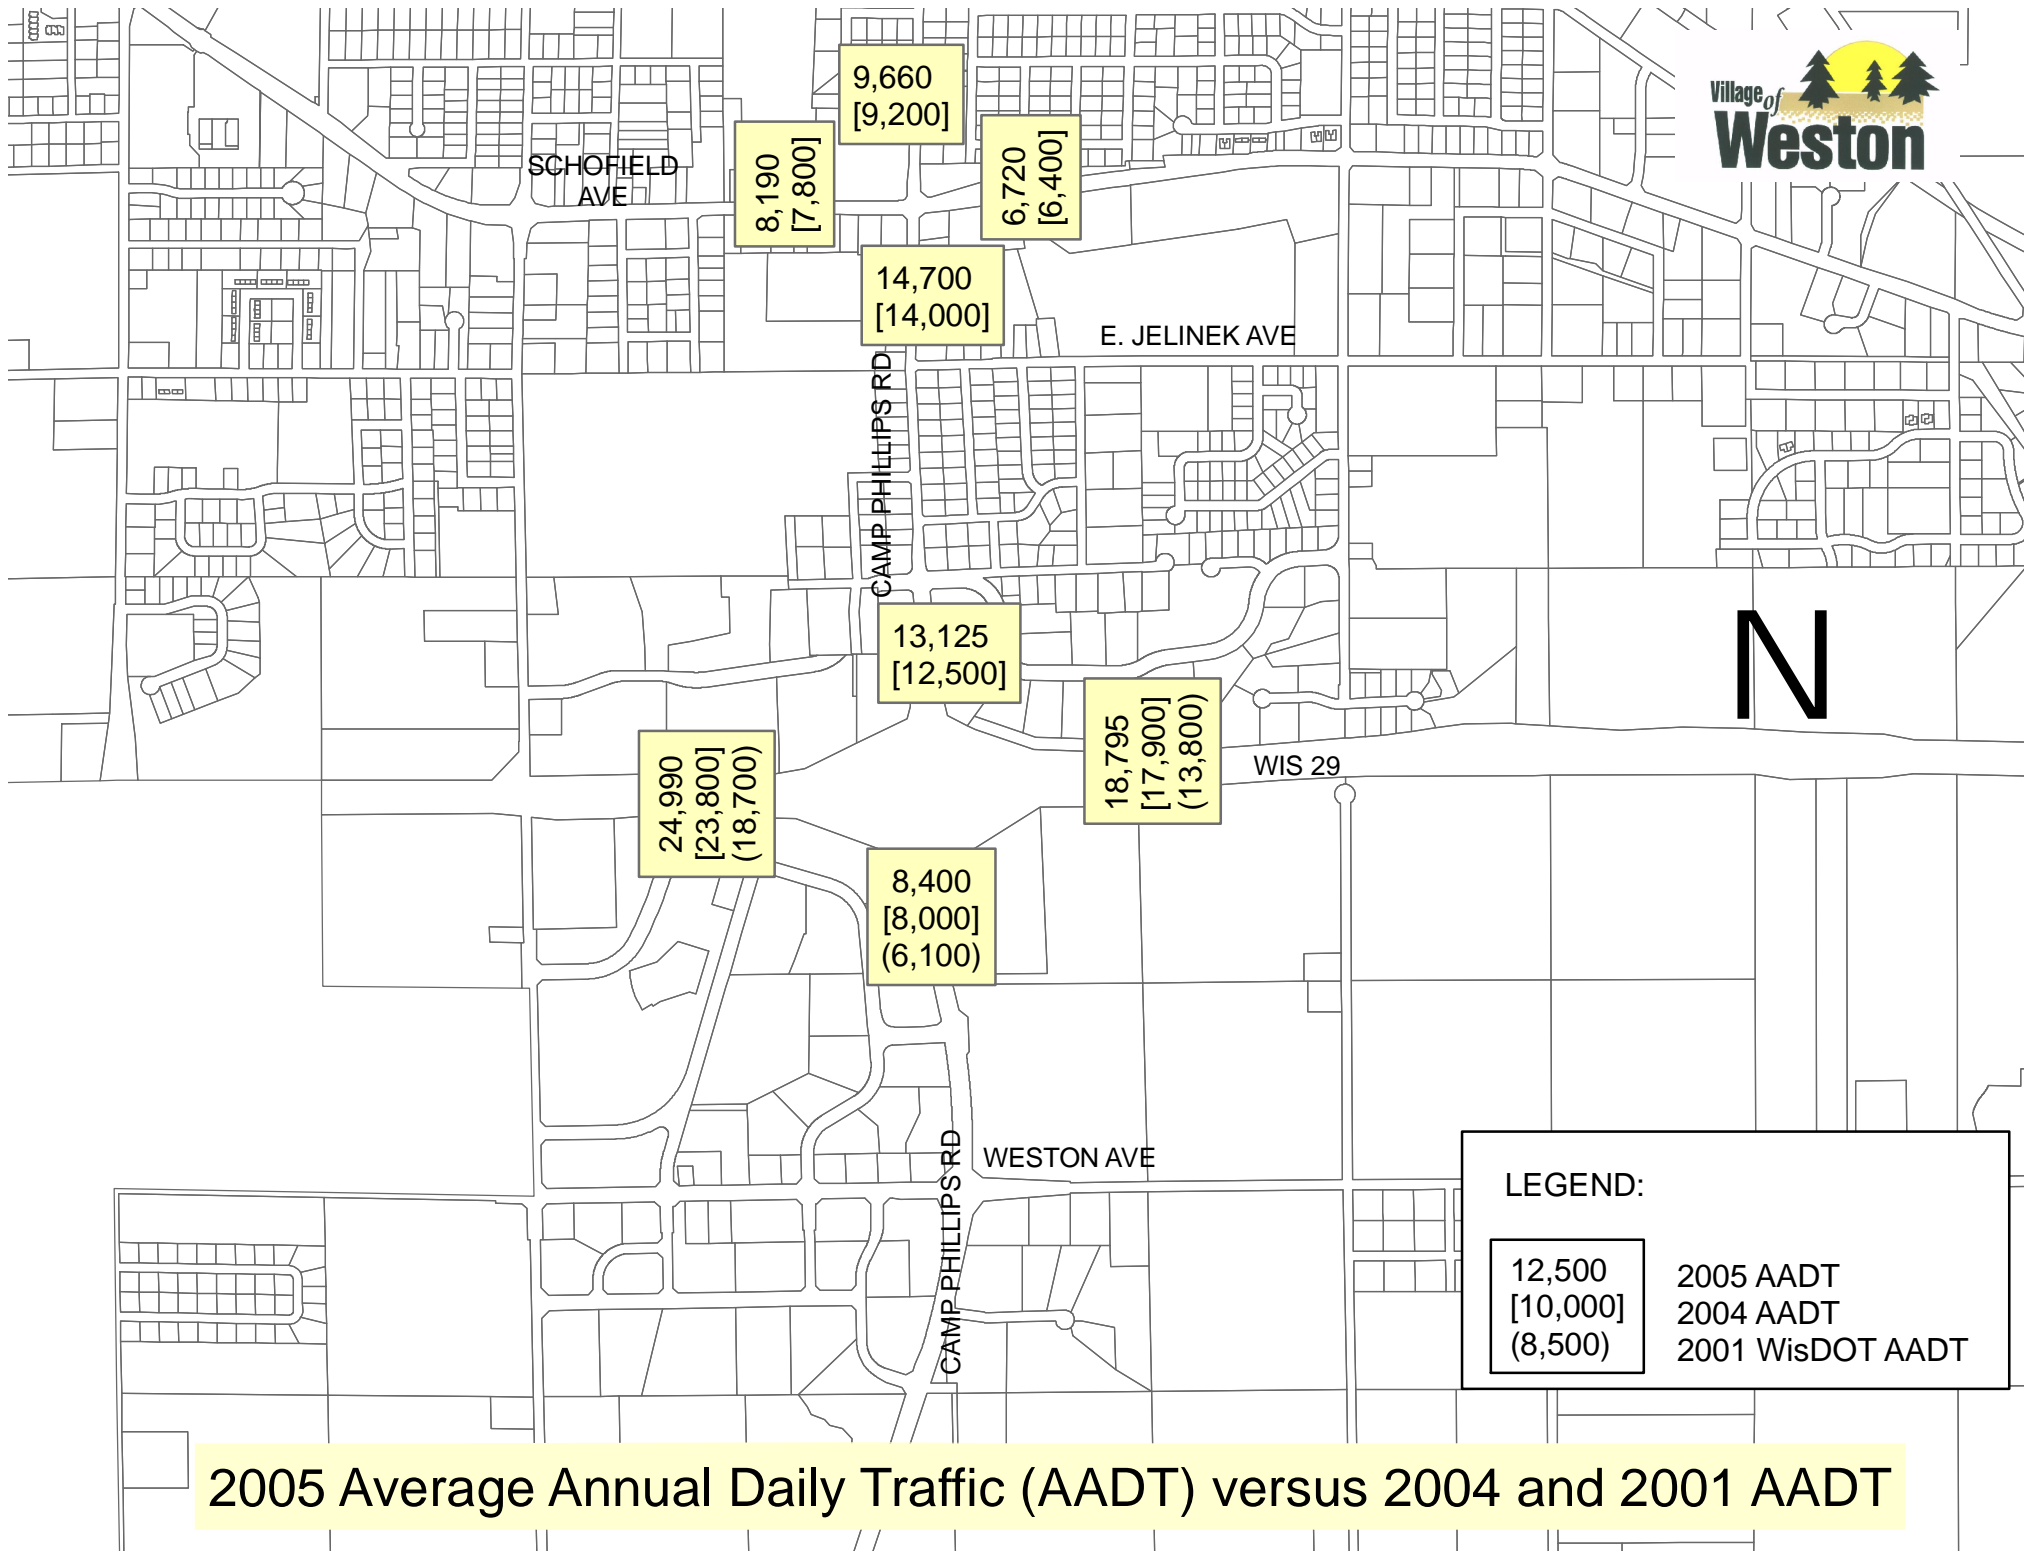 Village of
Weston
9,660
[9,200]
8,190
[7,800]
6,720
[6,400]
SCHOFIELD
AVE
14,700
[14,000]
E. JELINEK AVE
CAMP PHILLIPS RD
13,125
[12,500]
N
18,795
[17,900]
(13,800)
WIS 29
24,990
[23,800]
(18,700)
8,400
[8,000]
(6,100)
CAMP PHILLIPS RD
WESTON AVE
LEGEND:
12,500
[10,000]
(8,500)
2005 AADT
2004 AADT
2001 WisDOT AADT
2005 Average Annual Daily Traffic (AADT) versus 2004 and 2001 AADT